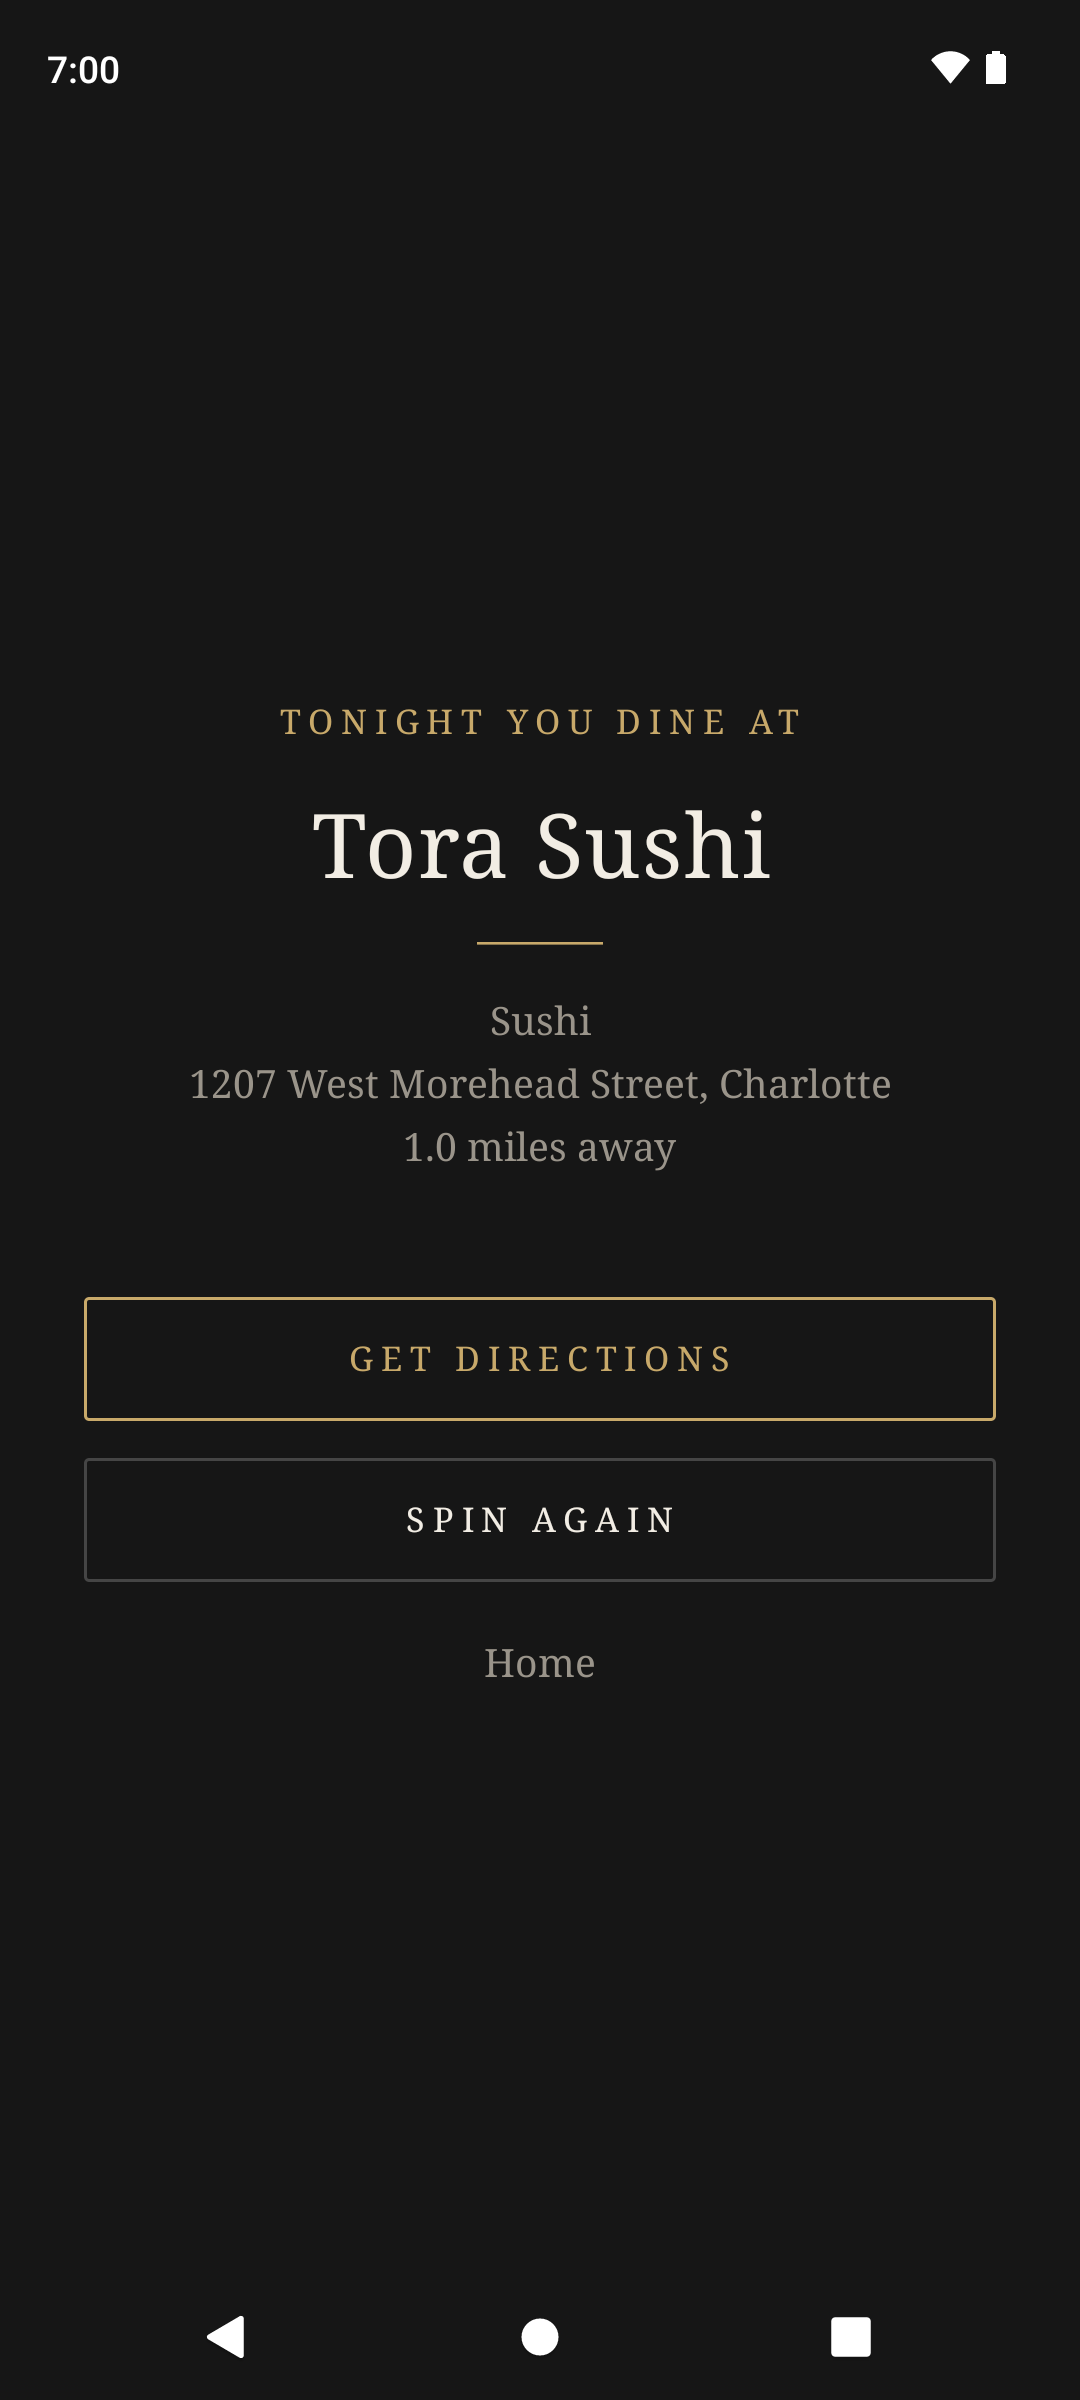 7:00
TONIGHT YOU DINE AT
Tora Sushi
Sushi
1207 West Morehead Street, Charlotte
1.0 miles away
GET DIRECTIONS
SPIN AGAIN
Home